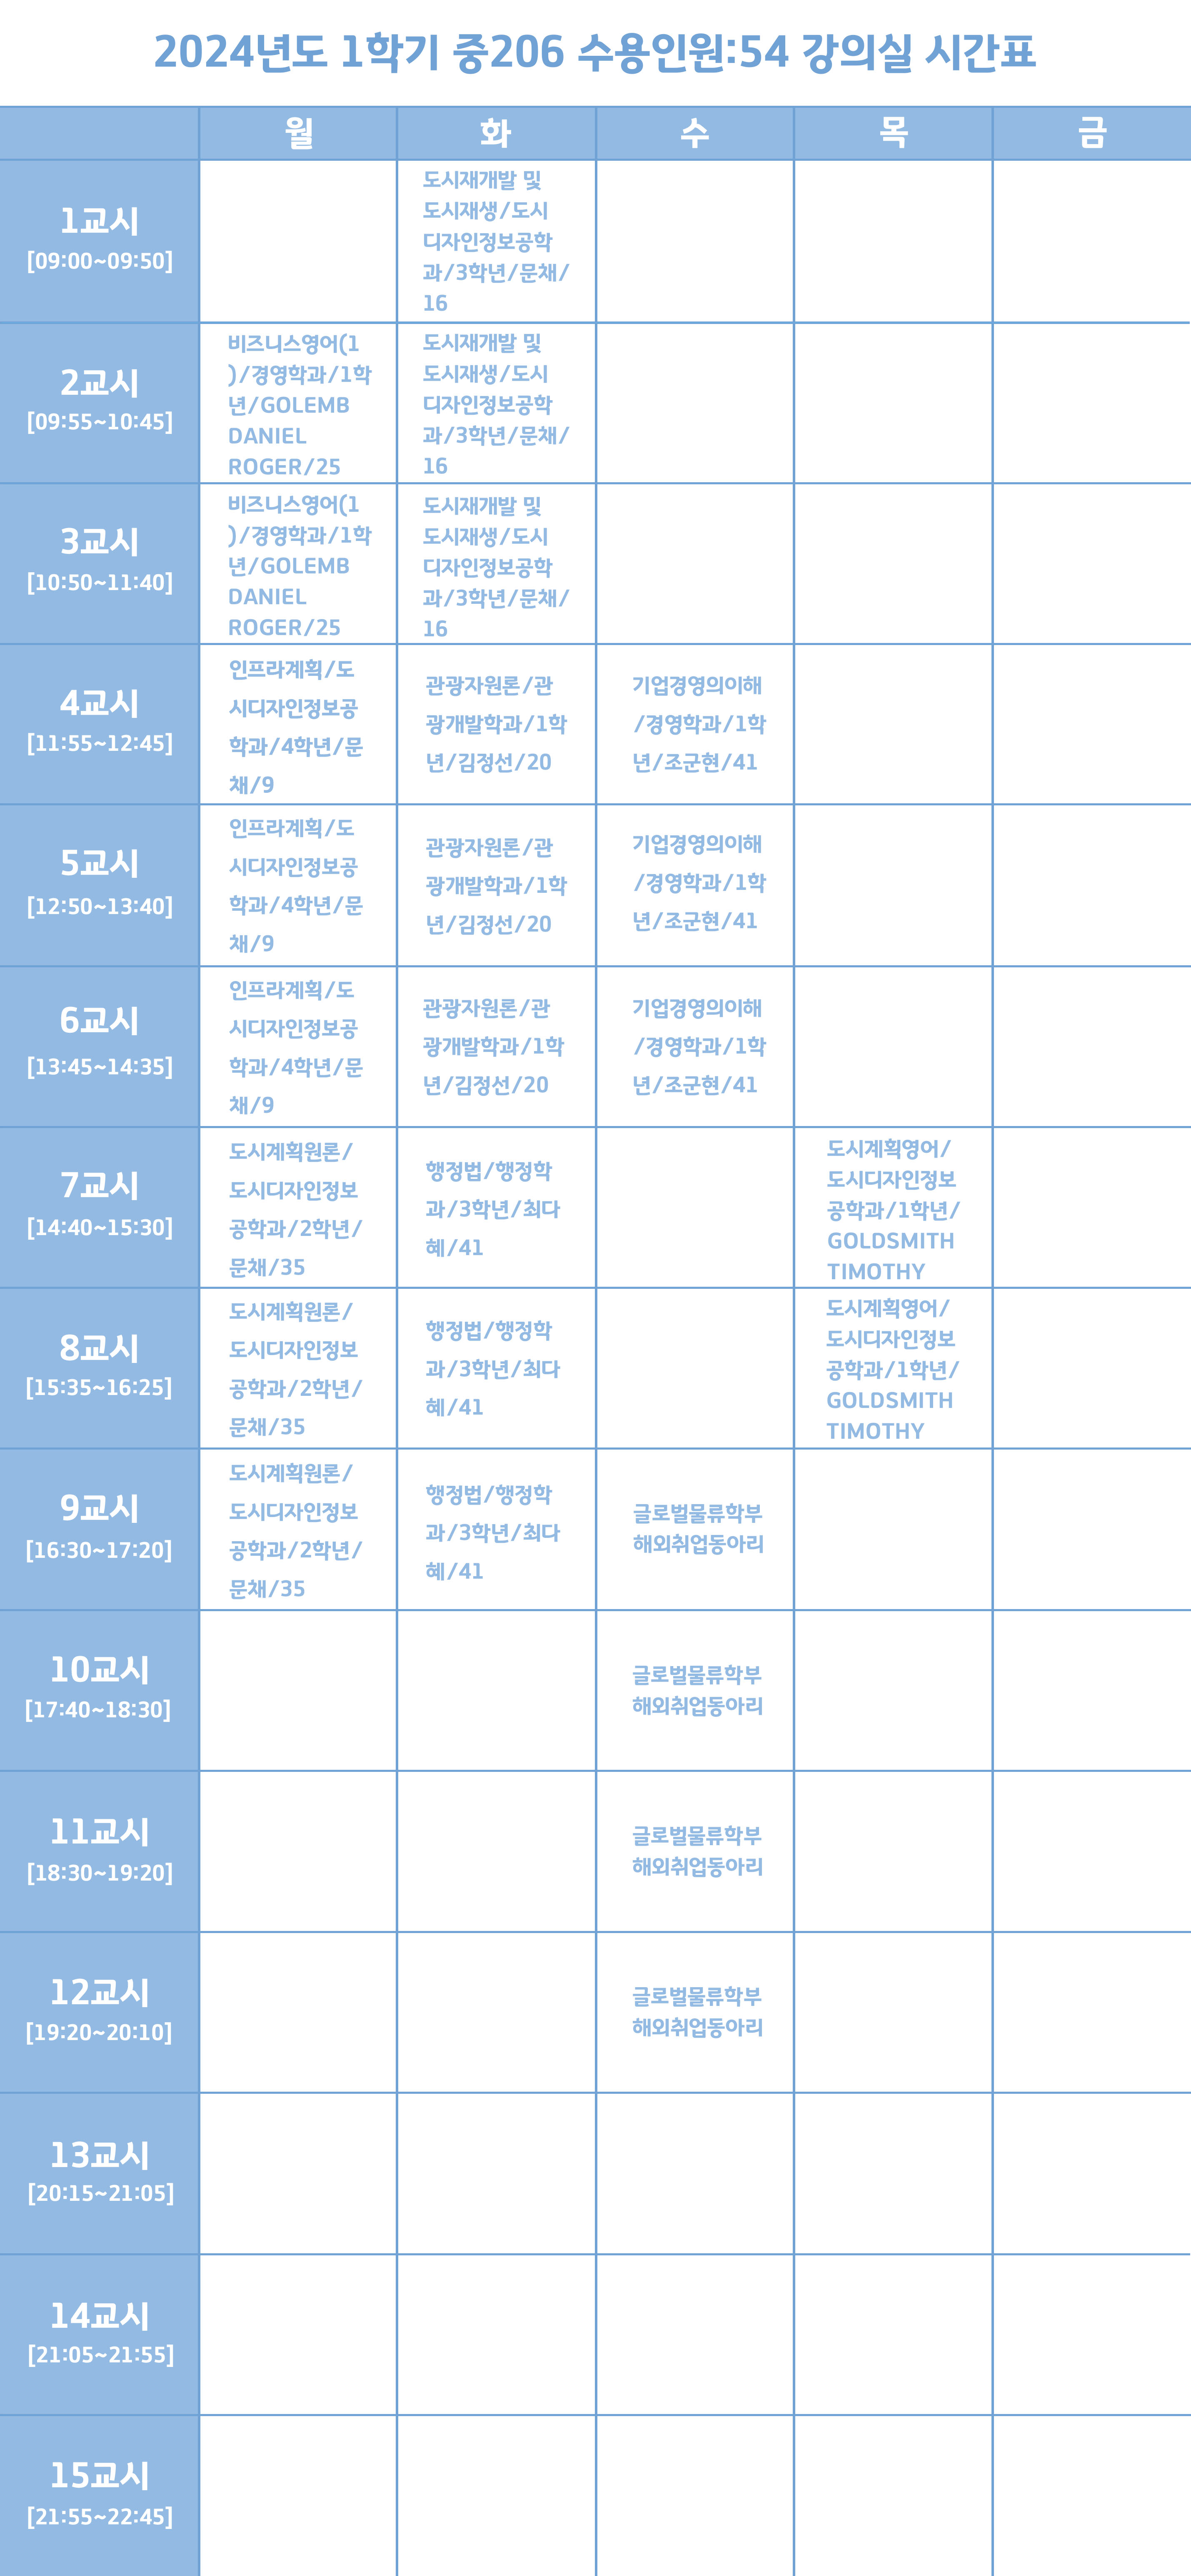 2024년도 1학기 중206 수용인원:54 강의실 시간표
월
화
수
목
금
1교시
[09:00~09:50]
도시재개발 및
도시재생/도시
디자인정보공학
과/3학년/문채/
16
2교시
[09:55~10:45]
비즈니스영어(1
)/경영학과/1학
년/GOLEMB
DANIEL
ROGER/25
도시재개발 및
도시재생/도시
디자인정보공학
과/3학년/문채/
16
3교시
[10:50~11:40]
비즈니스영어(1
)/경영학과/1학
년/GOLEMB
DANIEL
ROGER/25
도시재개발 및
도시재생/도시
디자인정보공학
과/3학년/문채/
16
4교시
[11:55~12:45]
인프라계획/도
시디자인정보공
학과/4학년/문
채/9
관광자원론/관
광개발학과/1학
년/김정선/20
기업경영의이해
/경영학과/1학
년/조군현/41
5교시
[12:50~13:40]
인프라계획/도
시디자인정보공
학과/4학년/문
채/9
관광자원론/관
광개발학과/1학
년/김정선/20
기업경영의이해
/경영학과/1학
년/조군현/41
6교시
[13:45~14:35]
인프라계획/도
시디자인정보공
학과/4학년/문
채/9
관광자원론/관
광개발학과/1학
년/김정선/20
기업경영의이해
/경영학과/1학
년/조군현/41
7교시
[14:40~15:30]
도시계획원론/
도시디자인정보
공학과/2학년/
문채/35
행정법/행정학
과/3학년/최다
혜/41
도시계획영어/
도시디자인정보
공학과/1학년/
GOLDSMITH
TIMOTHY
8교시
[15:35~16:25]
도시계획원론/
도시디자인정보
공학과/2학년/
문채/35
행정법/행정학
과/3학년/최다
혜/41
도시계획영어/
도시디자인정보
공학과/1학년/
GOLDSMITH
TIMOTHY
9교시
[16:30~17:20]
도시계획원론/
도시디자인정보
공학과/2학년/
문채/35
행정법/행정학
과/3학년/최다
혜/41
글로벌물류학부
해외취업동아리
10교시
[17:40~18:30]
글로벌물류학부
해외취업동아리
11교시
[18:30~19:20]
글로벌물류학부
해외취업동아리
12교시
[19:20~20:10]
글로벌물류학부
해외취업동아리
13교시
[20:15~21:05]
14교시
[21:05~21:55]
15교시
[21:55~22:45]